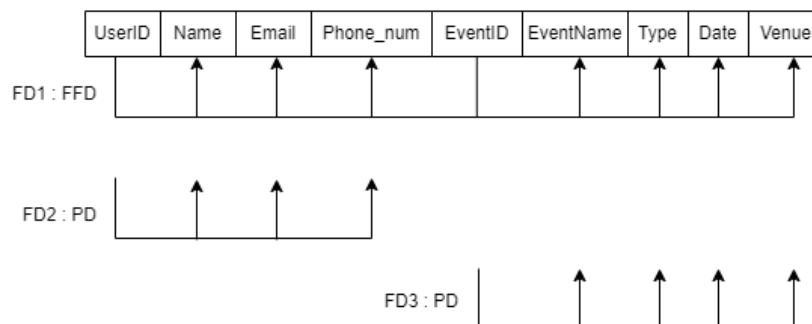 UserID Name Email Phone_num EventID EventName Type Date Venue
FD1 : FFD
FD2 : PD
FD3 : PD